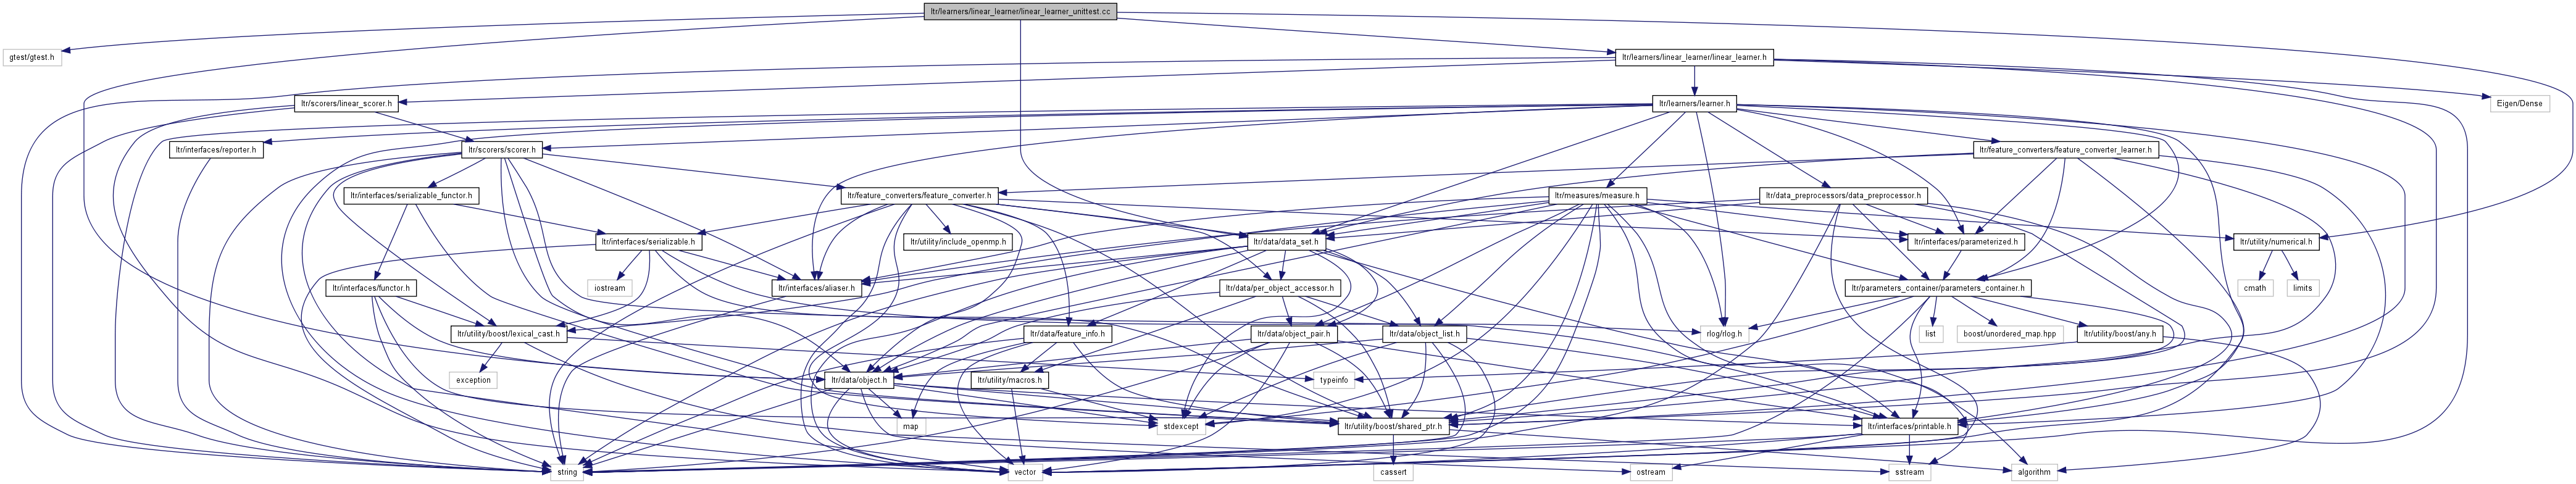 ltr/learners/linear_learner/linear_learner_unittest.cc
gtest/gtest.h
ltr/learners/linear_learner/linear_learner.h
ltr/scorers/linear_scorer.h
ltr/learners/learner.h
Eigen/Dense
ltr/interfaces/reporter.h
ltr/scorers/scorer.h
ltr/feature_converters/feature_converter_learner.h
ltr/interfaces/serializable_functor.h
ltr/feature_converters/feature_converter.h
ltr/measures/measure.h
ltr/data_preprocessors/data_preprocessor.h
ltr/interfaces/serializable.h
ltr/utility/include_openmp.h
ltr/data/data_set.h
ltr/interfaces/parameterized.h
ltr/utility/numerical.h
ltr/interfaces/functor.h
iostream
ltr/interfaces/aliaser.h
ltr/data/per_object_accessor.h
ltr/parameters_container/parameters_container.h
cmath
limits
ltr/utility/boost/lexical_cast.h
rlog/rlog.h
ltr/data/feature_info.h
ltr/data/object_pair.h
ltr/data/object_list.h
list
boost/unordered_map.hpp
ltr/utility/boost/any.h
exception
ltr/data/object.h
ltr/utility/macros.h
typeinfo
map
stdexcept
ltr/utility/boost/shared_ptr.h
ltr/interfaces/printable.h
string
vector
cassert
ostream
sstream
algorithm